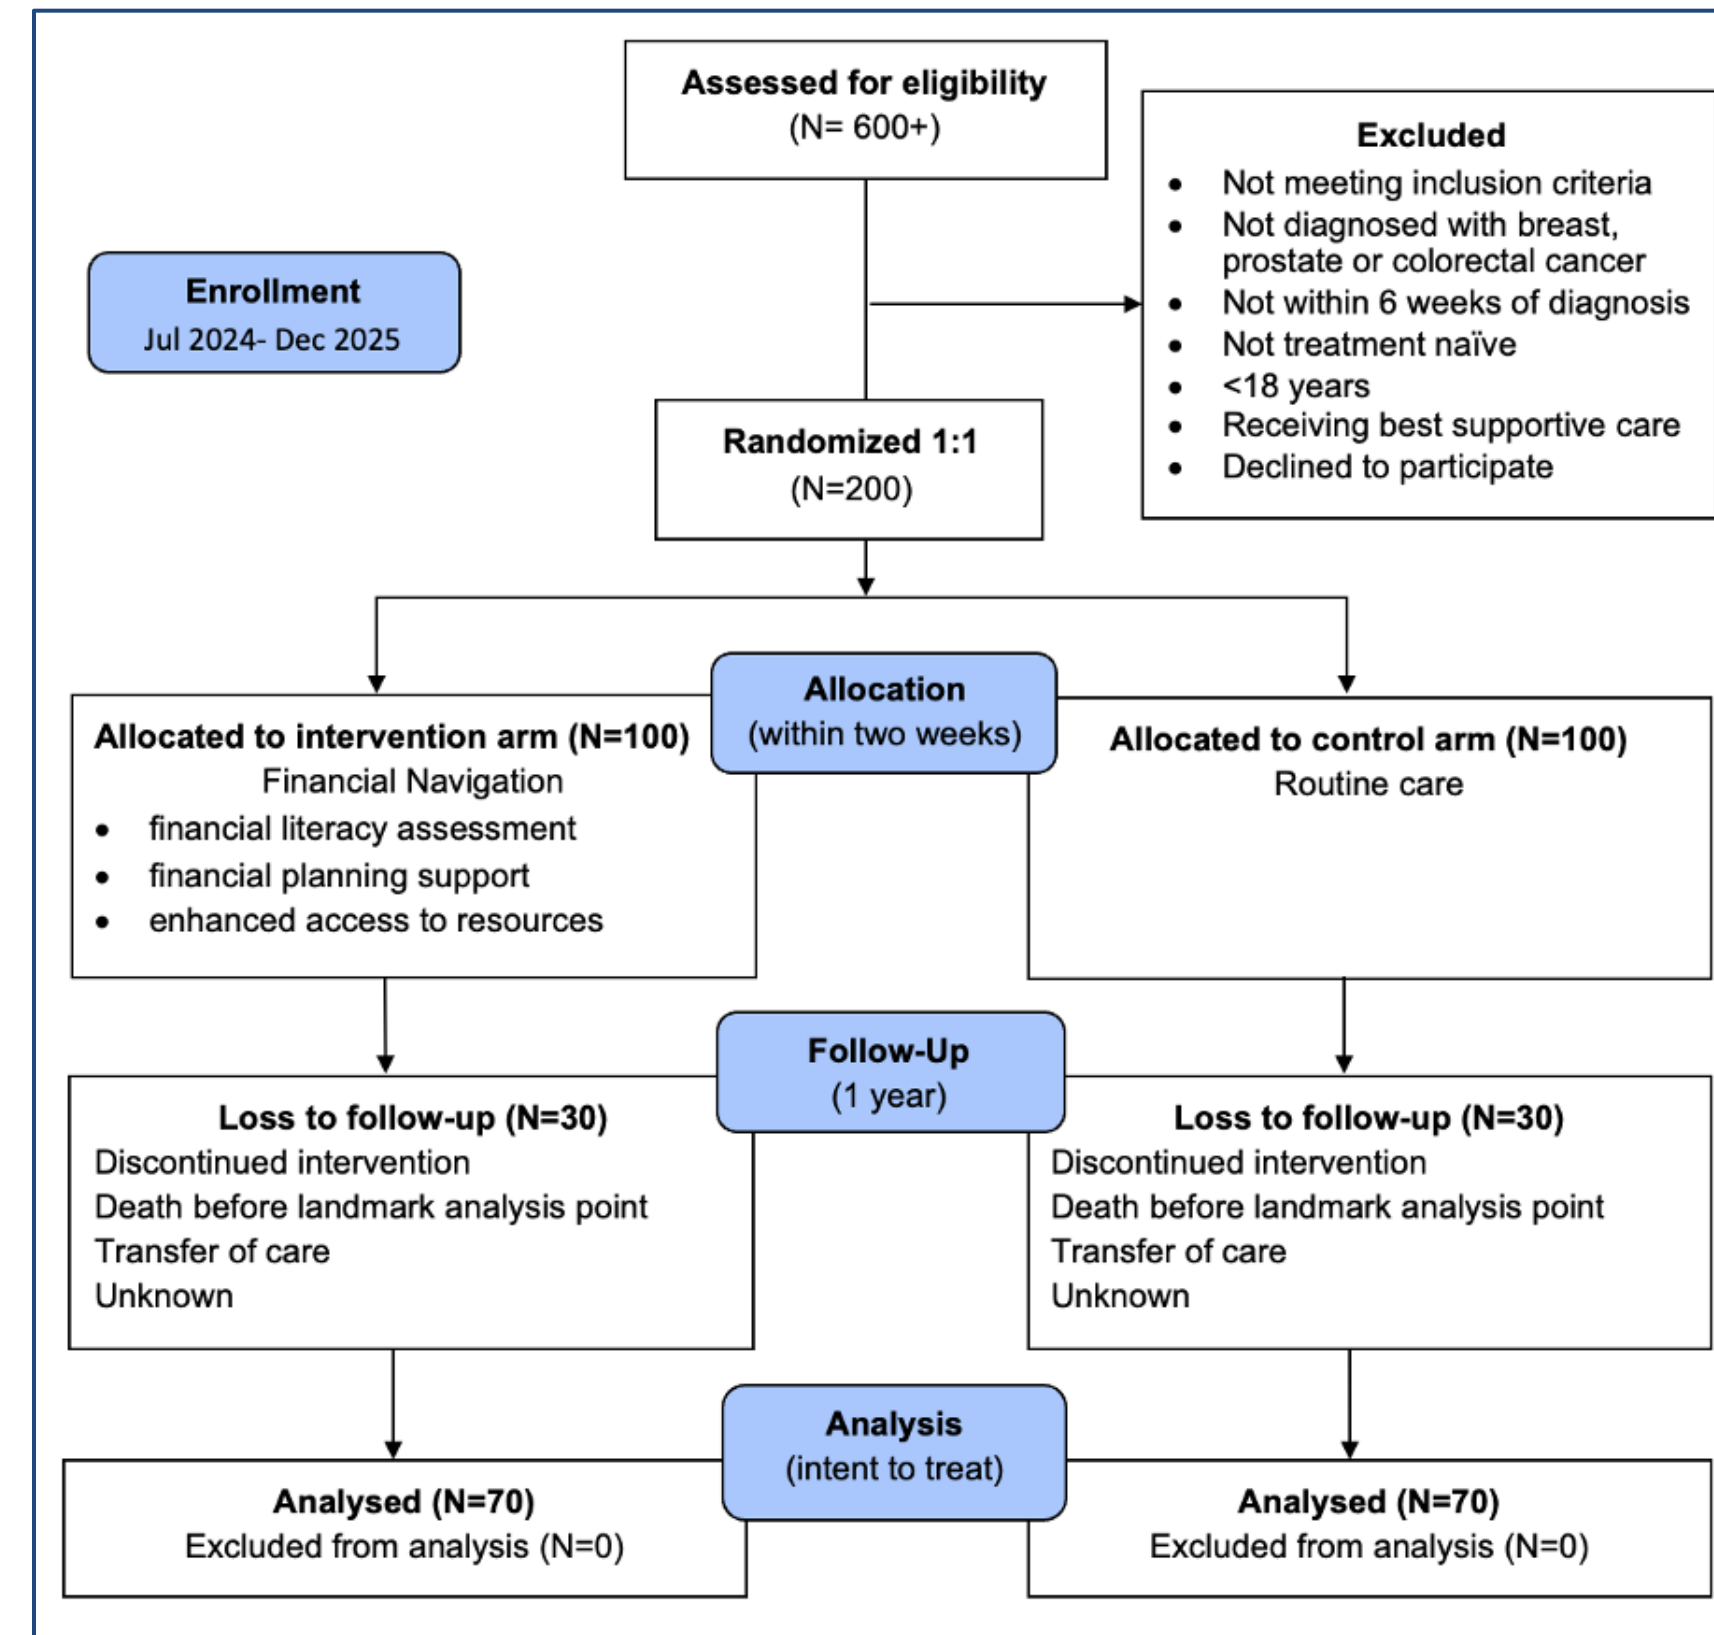 Assessed for eligibility
(N= 600+)
Excluded
• Not meeting inclusion criteria
• Not diagnosed with breast,
prostate or colorectal cancer
• Not within 6 weeks of diagnosis
• Not treatment naïve
• <18 years
• Receiving best supportive care
• Declined to participate
Enrollment
Jul 2024- Dec 2025
Randomized 1:1
(N=200)
Allocation
(within two weeks)
Allocated to intervention arm (N=100)
Financial Navigation
• financial literacy assessment
• financial planning support
• enhanced access to resources
Allocated to control arm (N=100)
Routine care
Follow-Up
(1 year)
Loss to follow-up (N=30)
Discontinued intervention
Death before landmark analysis point
Transfer of care
Unknown
Loss to follow-up (N=30)
Discontinued intervention
Death before landmark analysis point
Transfer of care
Unknown
Analysis
(intent to treat)
Analysed (N=70)
Excluded from analysis (N=0)
Analysed (N=70)
Excluded from analysis (N=0)